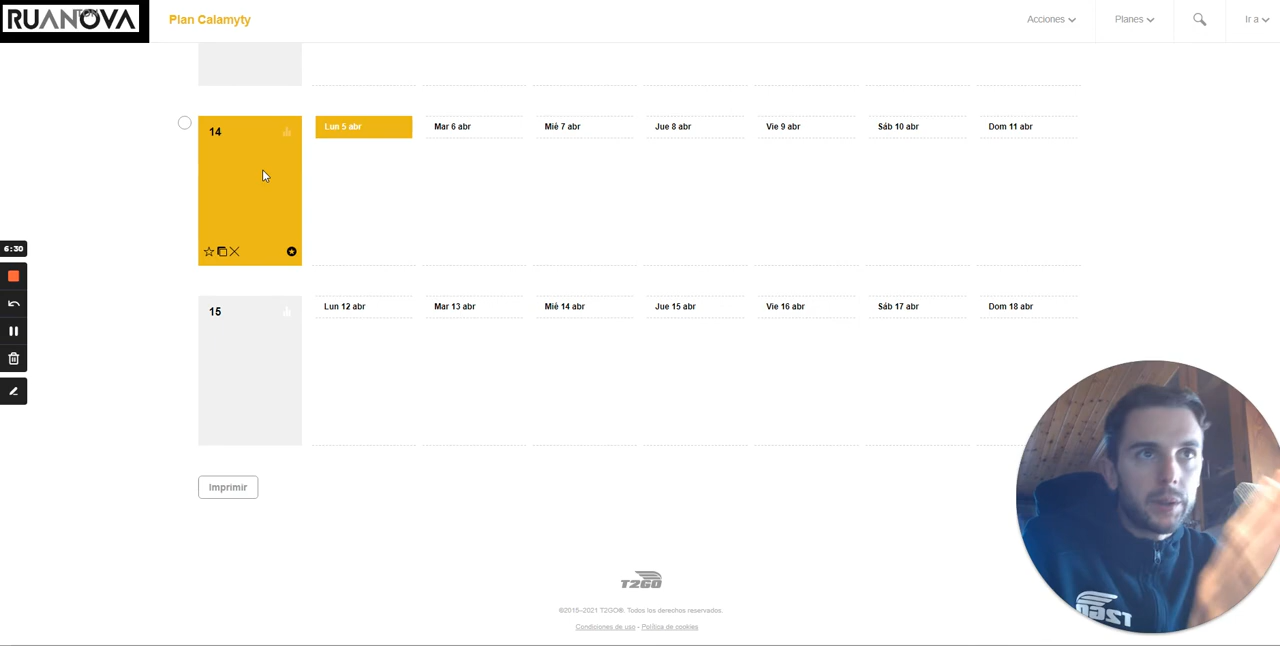 RUANOVA
Plan Calamyty
Acciones
Planes
Ir a
14
Lun 5 abr
Mar 6 abr
Mié 7 abr
Jue 8 abr
Vie 9 abr
Sáb 10 abr
Dom 11 abr
6:30
15
Lun 12 abr
Mar 13 abr
Mié 14 abr
Jue 15 abr
Vie 16 abr
Sáb 17 abr
Dom 18 abr
Imprimir
T2GO
©2015–2021 T2GO®. Todos los derechos reservados.
Condiciones de uso - Política de cookies
T2GO